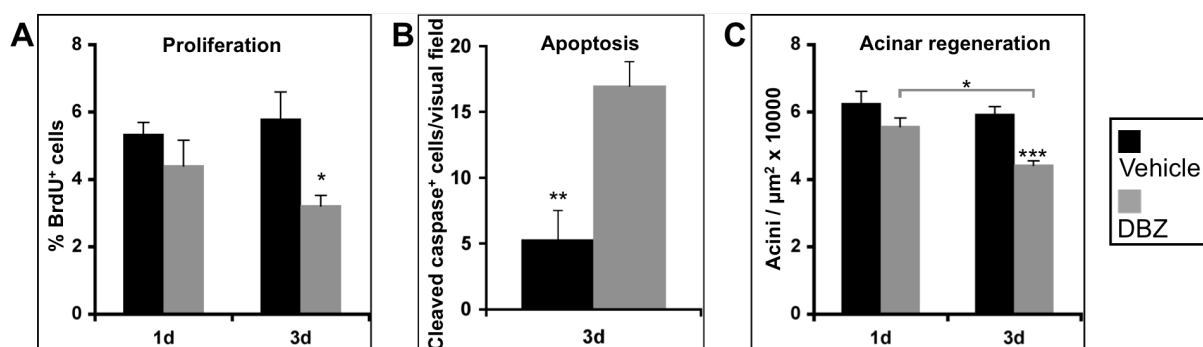 A
Proliferation
% BrdU⁺ cells
8
6
4
2
0
*
1d
3d
B
Apoptosis
Cleaved caspase⁺ cells/visual field
20
15
10
5
0
**
3d
C
Acinar regeneration
Acini / µm² x 10000
8
6
4
2
0
*
***
1d
3d
Vehicle
DBZ